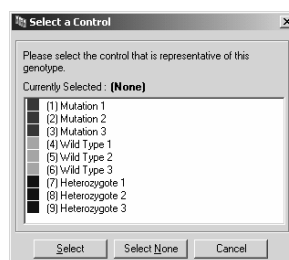 Select a Control
Please select the control that is representative of this
genotype.
Currently Selected : (None)
(1) Mutation 1
(2) Mutation 2
(3) Mutation 3
(4) Wild Type 1
(5) Wild Type 2
(6) Wild Type 3
(7) Heterozygote 1
(8) Heterozygote 2
(9) Heterozygote 3
Select Select None Cancel